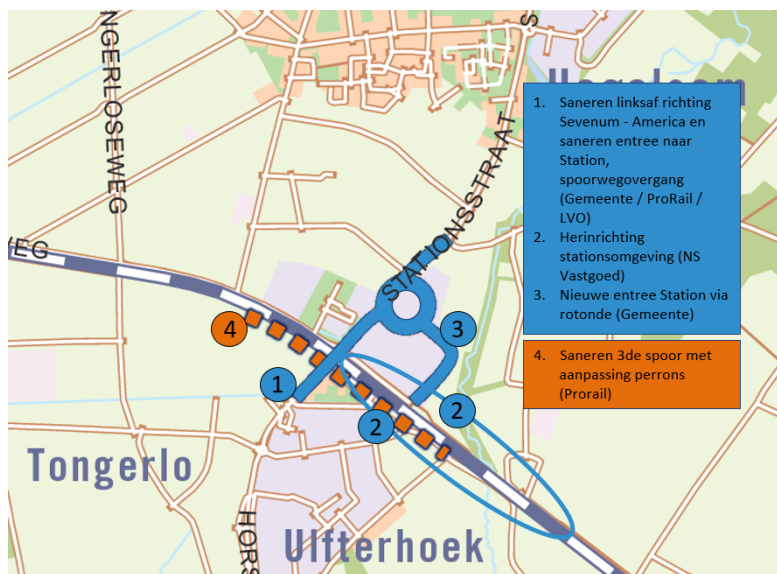 NGERLOSEWEG
S
Hegelsom
1. Saneren linksaf richting
Sevenum - America en
saneren entree naar
Station,
spoorwegovergang
(Gemeente / ProRail /
LVO)
2. Herinrichting
stationsomgeving (NS
Vastgoed)
3. Nieuwe entree Station via
rotonde (Gemeente)
4. Saneren 3de spoor met
aanpassing perrons
(Prorail)
STATIONSSTRAAT
WEG
4
3
1
2
2
Tongerlo
HORS
Ulfterhoek